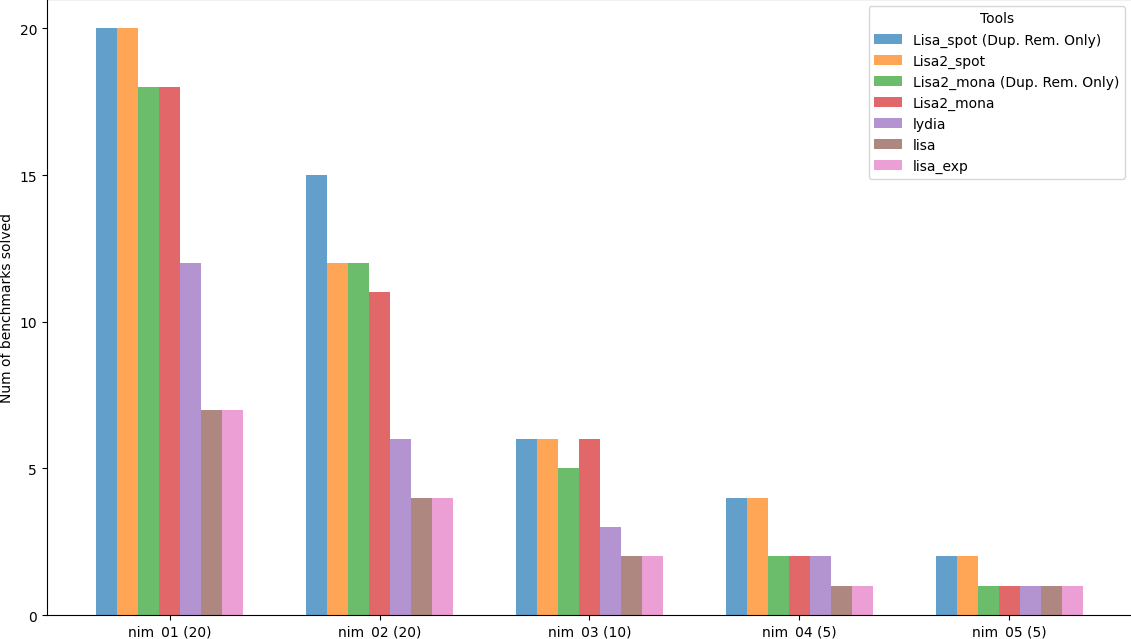 Tools
Lisa_spot (Dup. Rem. Only)
Lisa2_spot
Lisa2_mona (Dup. Rem. Only)
Lisa2_mona
lydia
lisa
lisa_exp
Num of benchmarks solved
20
15
10
5
0
nim_01 (20)
nim_02 (20)
nim_03 (10)
nim_04 (5)
nim_05 (5)